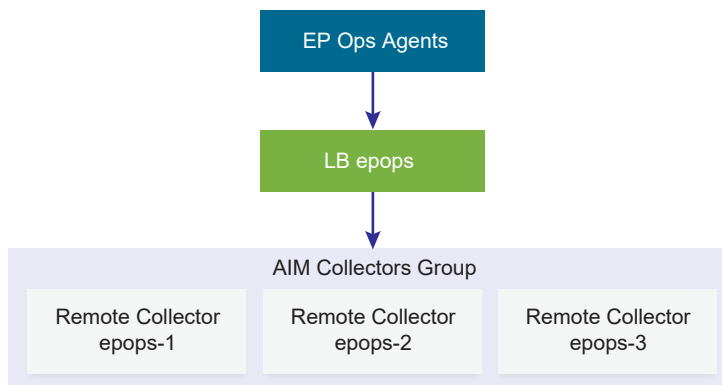 EP Ops Agents
LB epops
AIM Collectors Group
Remote Collector
epops-1
Remote Collector
epops-2
Remote Collector
epops-3